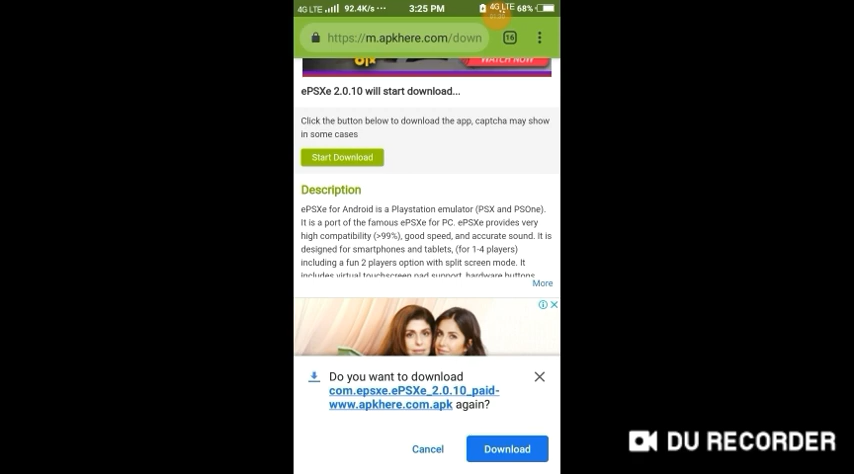 4G LTE 92.4K/s ··· 3:25 PM 4G LTE 68%
https://m.apkhere.com/down 16
WATCH NOW
ePSXe 2.0.10 will start download...
Click the button below to download the app, captcha may show
in some cases
Start Download
Description
ePSXe for Android is a Playstation emulator (PSX and PSOne).
It is a port of the famous ePSXe for PC. ePSXe provides very
high compatibility (>99%), good speed, and accurate sound. It is
designed for smartphones and tablets, (for 1-4 players)
including a fun 2 players option with split screen mode. It
includes virtual touchscreen pad support, hardware buttons
More
Do you want to download
com.epsxe.ePSXe_2.0.10_paid-
www.apkhere.com.apk again?
Cancel Download
DU RECORDER